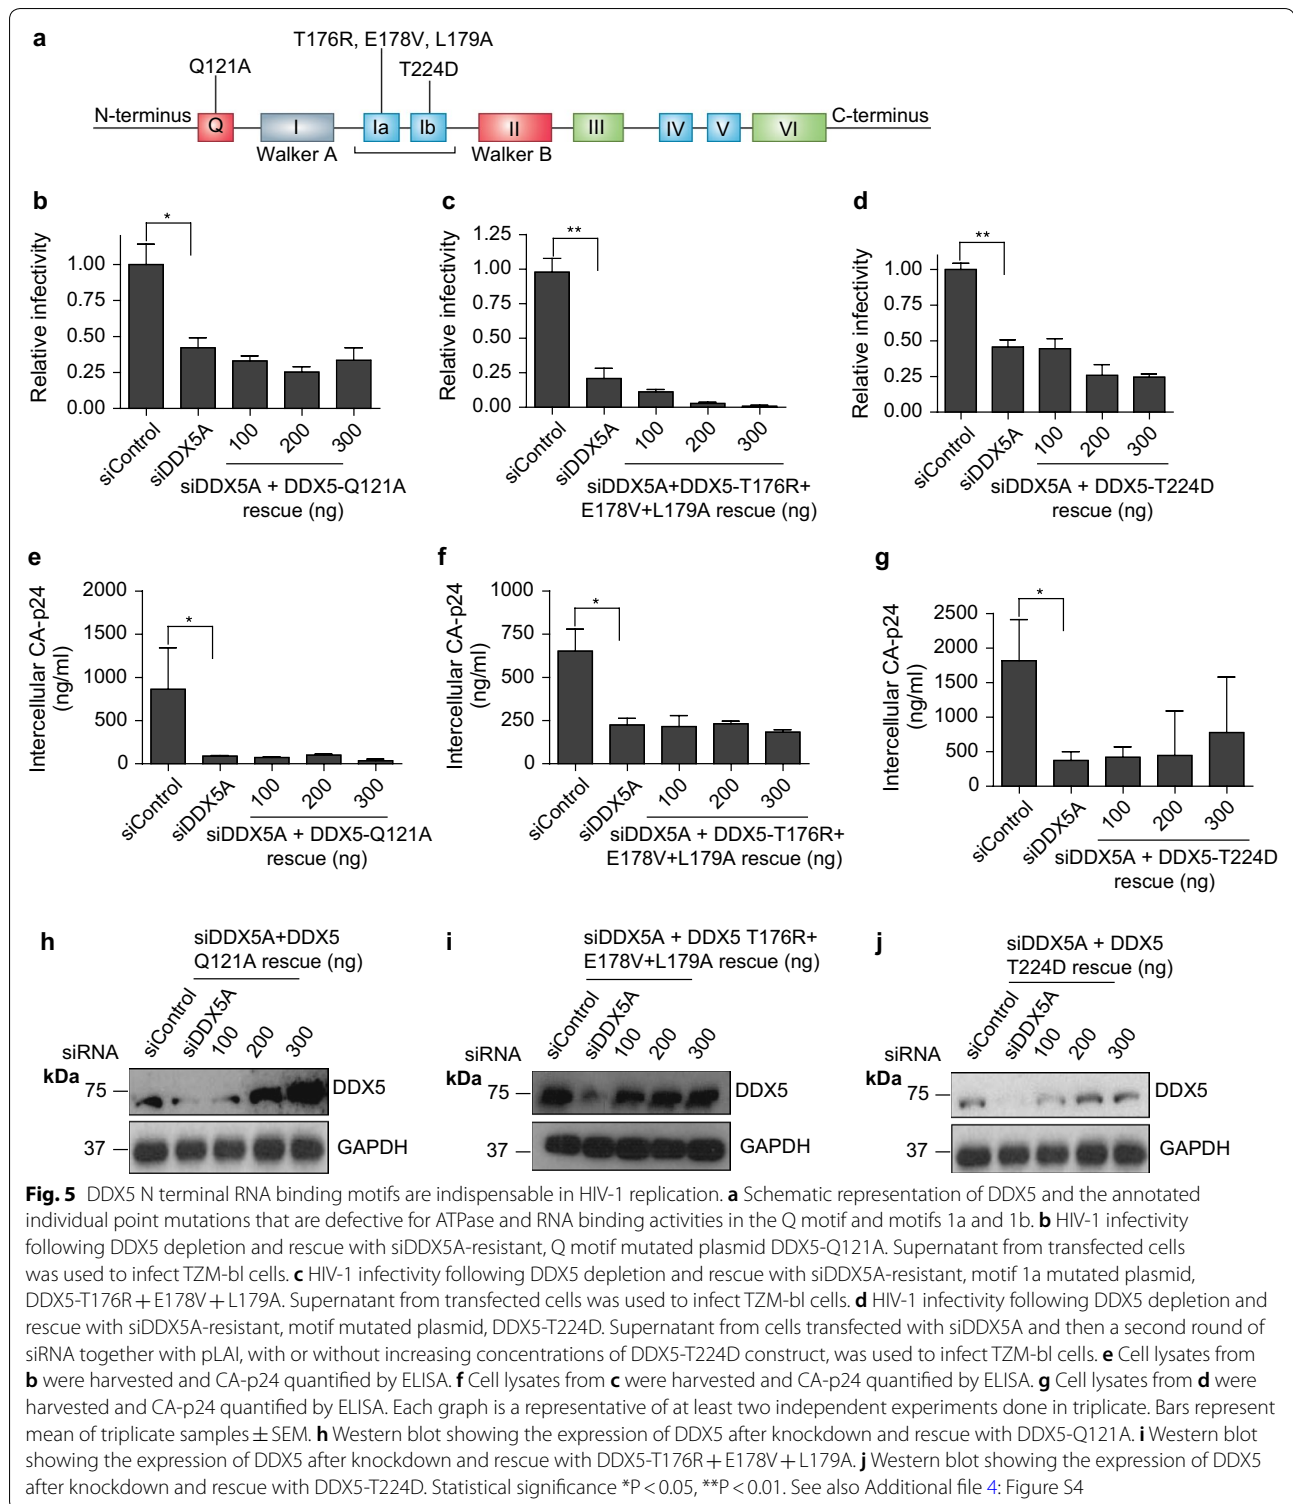 a
T176R, E178V, L179A
Q121A
T224D
N-terminus
Q
I
Ia
Ib
II
III
IV
V
VI
C-terminus
Walker A
Walker B
b
*
Relative infectivity
1.00
0.75
0.50
0.25
0.00
siControl
siDDX5A
100
200
300
siDDX5A + DDX5-Q121A
rescue (ng)
c
**
Relative infectivity
1.25
1.00
0.75
0.50
0.25
0.00
siControl
siDDX5A
100
200
300
siDDX5A+DDX5-T176R+
E178V+L179A rescue (ng)
d
**
Relative infectivity
1.00
0.75
0.50
0.25
0.00
siControl
siDDX5A
100
200
300
siDDX5A + DDX5-T224D
rescue (ng)
e
*
Intercellular CA-p24
(ng/ml)
2000
1500
1000
500
0
siControl
siDDX5A
100
200
300
siDDX5A + DDX5-Q121A
rescue (ng)
f
*
Intercellular CA-p24
(ng/ml)
1000
750
500
250
0
siControl
siDDX5A
100
200
300
siDDX5A + DDX5-T176R+
E178V+L179A rescue (ng)
g
*
Intercellular CA-p24
(ng/ml)
2500
2000
1500
1000
500
0
siControl
siDDX5A
100
200
300
siDDX5A + DDX5-T224D
rescue (ng)
h
siDDX5A+DDX5
Q121A rescue (ng)
siRNA
siControl
siDDX5A
100
200
300
kDa
75
DDX5
37
GAPDH
i
siDDX5A + DDX5 T176R+
E178V+L179A rescue (ng)
siRNA
siControl
siDDX5A
100
200
300
kDa
75
DDX5
37
GAPDH
j
siDDX5A + DDX5
T224D rescue (ng)
siRNA
siControl
siDDX5A
100
200
300
kDa
75
DDX5
37
GAPDH
Fig. 5 DDX5 N terminal RNA binding motifs are indispensable in HIV-1 replication. a Schematic representation of DDX5 and the annotated
individual point mutations that are defective for ATPase and RNA binding activities in the Q motif and motifs 1a and 1b. b HIV-1 infectivity
following DDX5 depletion and rescue with siDDX5A-resistant, Q motif mutated plasmid DDX5-Q121A. Supernatant from transfected cells
was used to infect TZM-bl cells. c HIV-1 infectivity following DDX5 depletion and rescue with siDDX5A-resistant, motif 1a mutated plasmid,
DDX5-T176R + E178V + L179A. Supernatant from transfected cells was used to infect TZM-bl cells. d HIV-1 infectivity following DDX5 depletion and
rescue with siDDX5A-resistant, motif mutated plasmid, DDX5-T224D. Supernatant from cells transfected with siDDX5A and then a second round of
siRNA together with pLAI, with or without increasing concentrations of DDX5-T224D construct, was used to infect TZM-bl cells. e Cell lysates from
b were harvested and CA-p24 quantified by ELISA. f Cell lysates from c were harvested and CA-p24 quantified by ELISA. g Cell lysates from d were
harvested and CA-p24 quantified by ELISA. Each graph is a representative of at least two independent experiments done in triplicate. Bars represent
mean of triplicate samples ± SEM. h Western blot showing the expression of DDX5 after knockdown and rescue with DDX5-Q121A. i Western blot
showing the expression of DDX5 after knockdown and rescue with DDX5-T176R + E178V + L179A. j Western blot showing the expression of DDX5
after knockdown and rescue with DDX5-T224D. Statistical significance *P < 0.05, **P < 0.01. See also Additional file 4: Figure S4